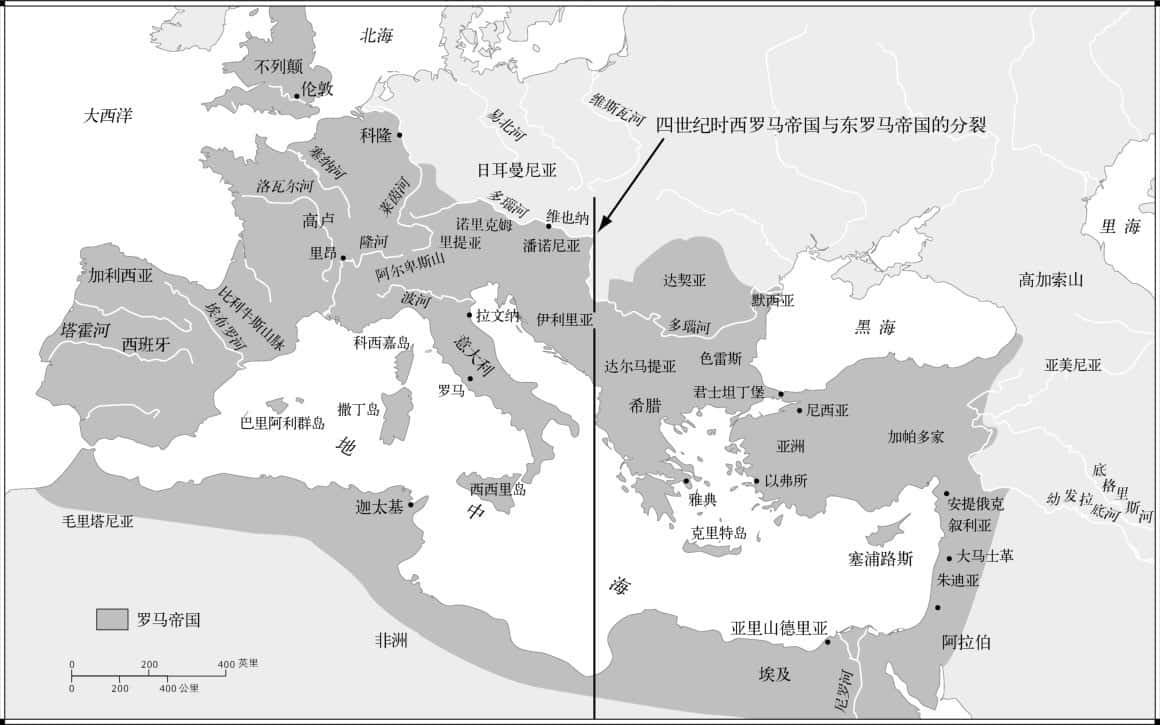 北海
不列颠
伦敦
大西洋
维斯瓦河
易北河
四世纪时西罗马帝国与东罗马帝国的分裂
科隆
塞纳河
日耳曼尼亚
洛瓦尔河
莱茵河
多瑙河
维也纳
高卢
诺里克姆
潘诺尼亚
里海
隆河
里提亚
里昂
阿尔卑斯山
加利西亚
达契亚
高加索山
默西亚
比利牛斯山脉
埃布罗河
波河
拉文纳
伊利里亚
多瑙河
黑海
塔霍河
西班牙
科西嘉岛
意大利
达尔马提亚
色雷斯
亚美尼亚
罗马
君士坦丁堡
希腊
尼西亚
巴里阿利群岛
撒丁岛
地
亚洲
加帕多家
西西里岛
以弗所
底格里斯河
幼发拉底河
迦太基
中
雅典
安提俄克
毛里塔尼亚
克里特岛
叙利亚
塞浦路斯
大马士革
海
朱迪亚
罗马帝国
非洲
亚里山德里亚
阿拉伯
埃及
尼罗河
0 200 400 英里
0 200 400 公里